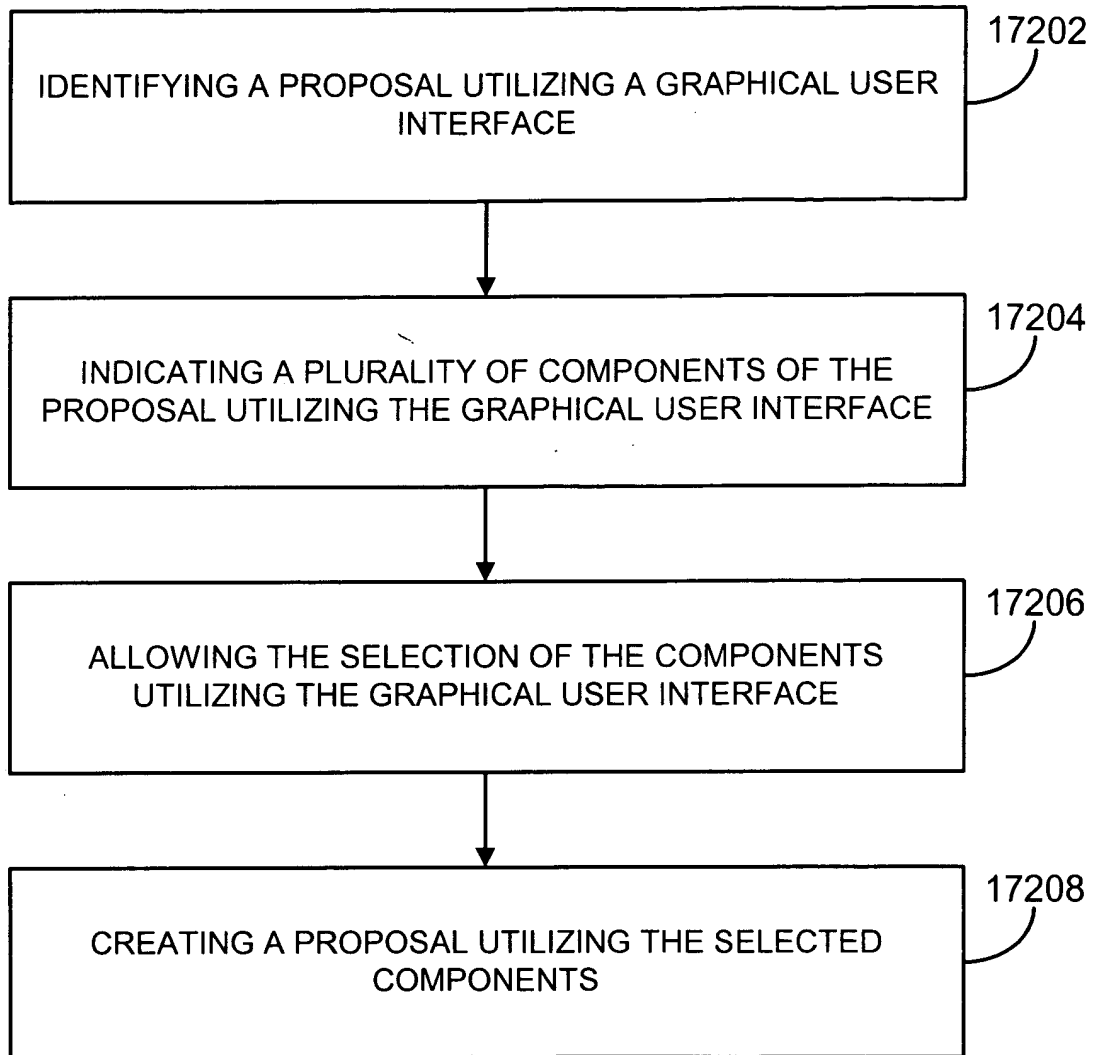 17202
IDENTIFYING A PROPOSAL UTILIZING A GRAPHICAL USER
INTERFACE
17204
INDICATING A PLURALITY OF COMPONENTS OF THE
PROPOSAL UTILIZING THE GRAPHICAL USER INTERFACE
17206
ALLOWING THE SELECTION OF THE COMPONENTS
UTILIZING THE GRAPHICAL USER INTERFACE
17208
CREATING A PROPOSAL UTILIZING THE SELECTED
COMPONENTS